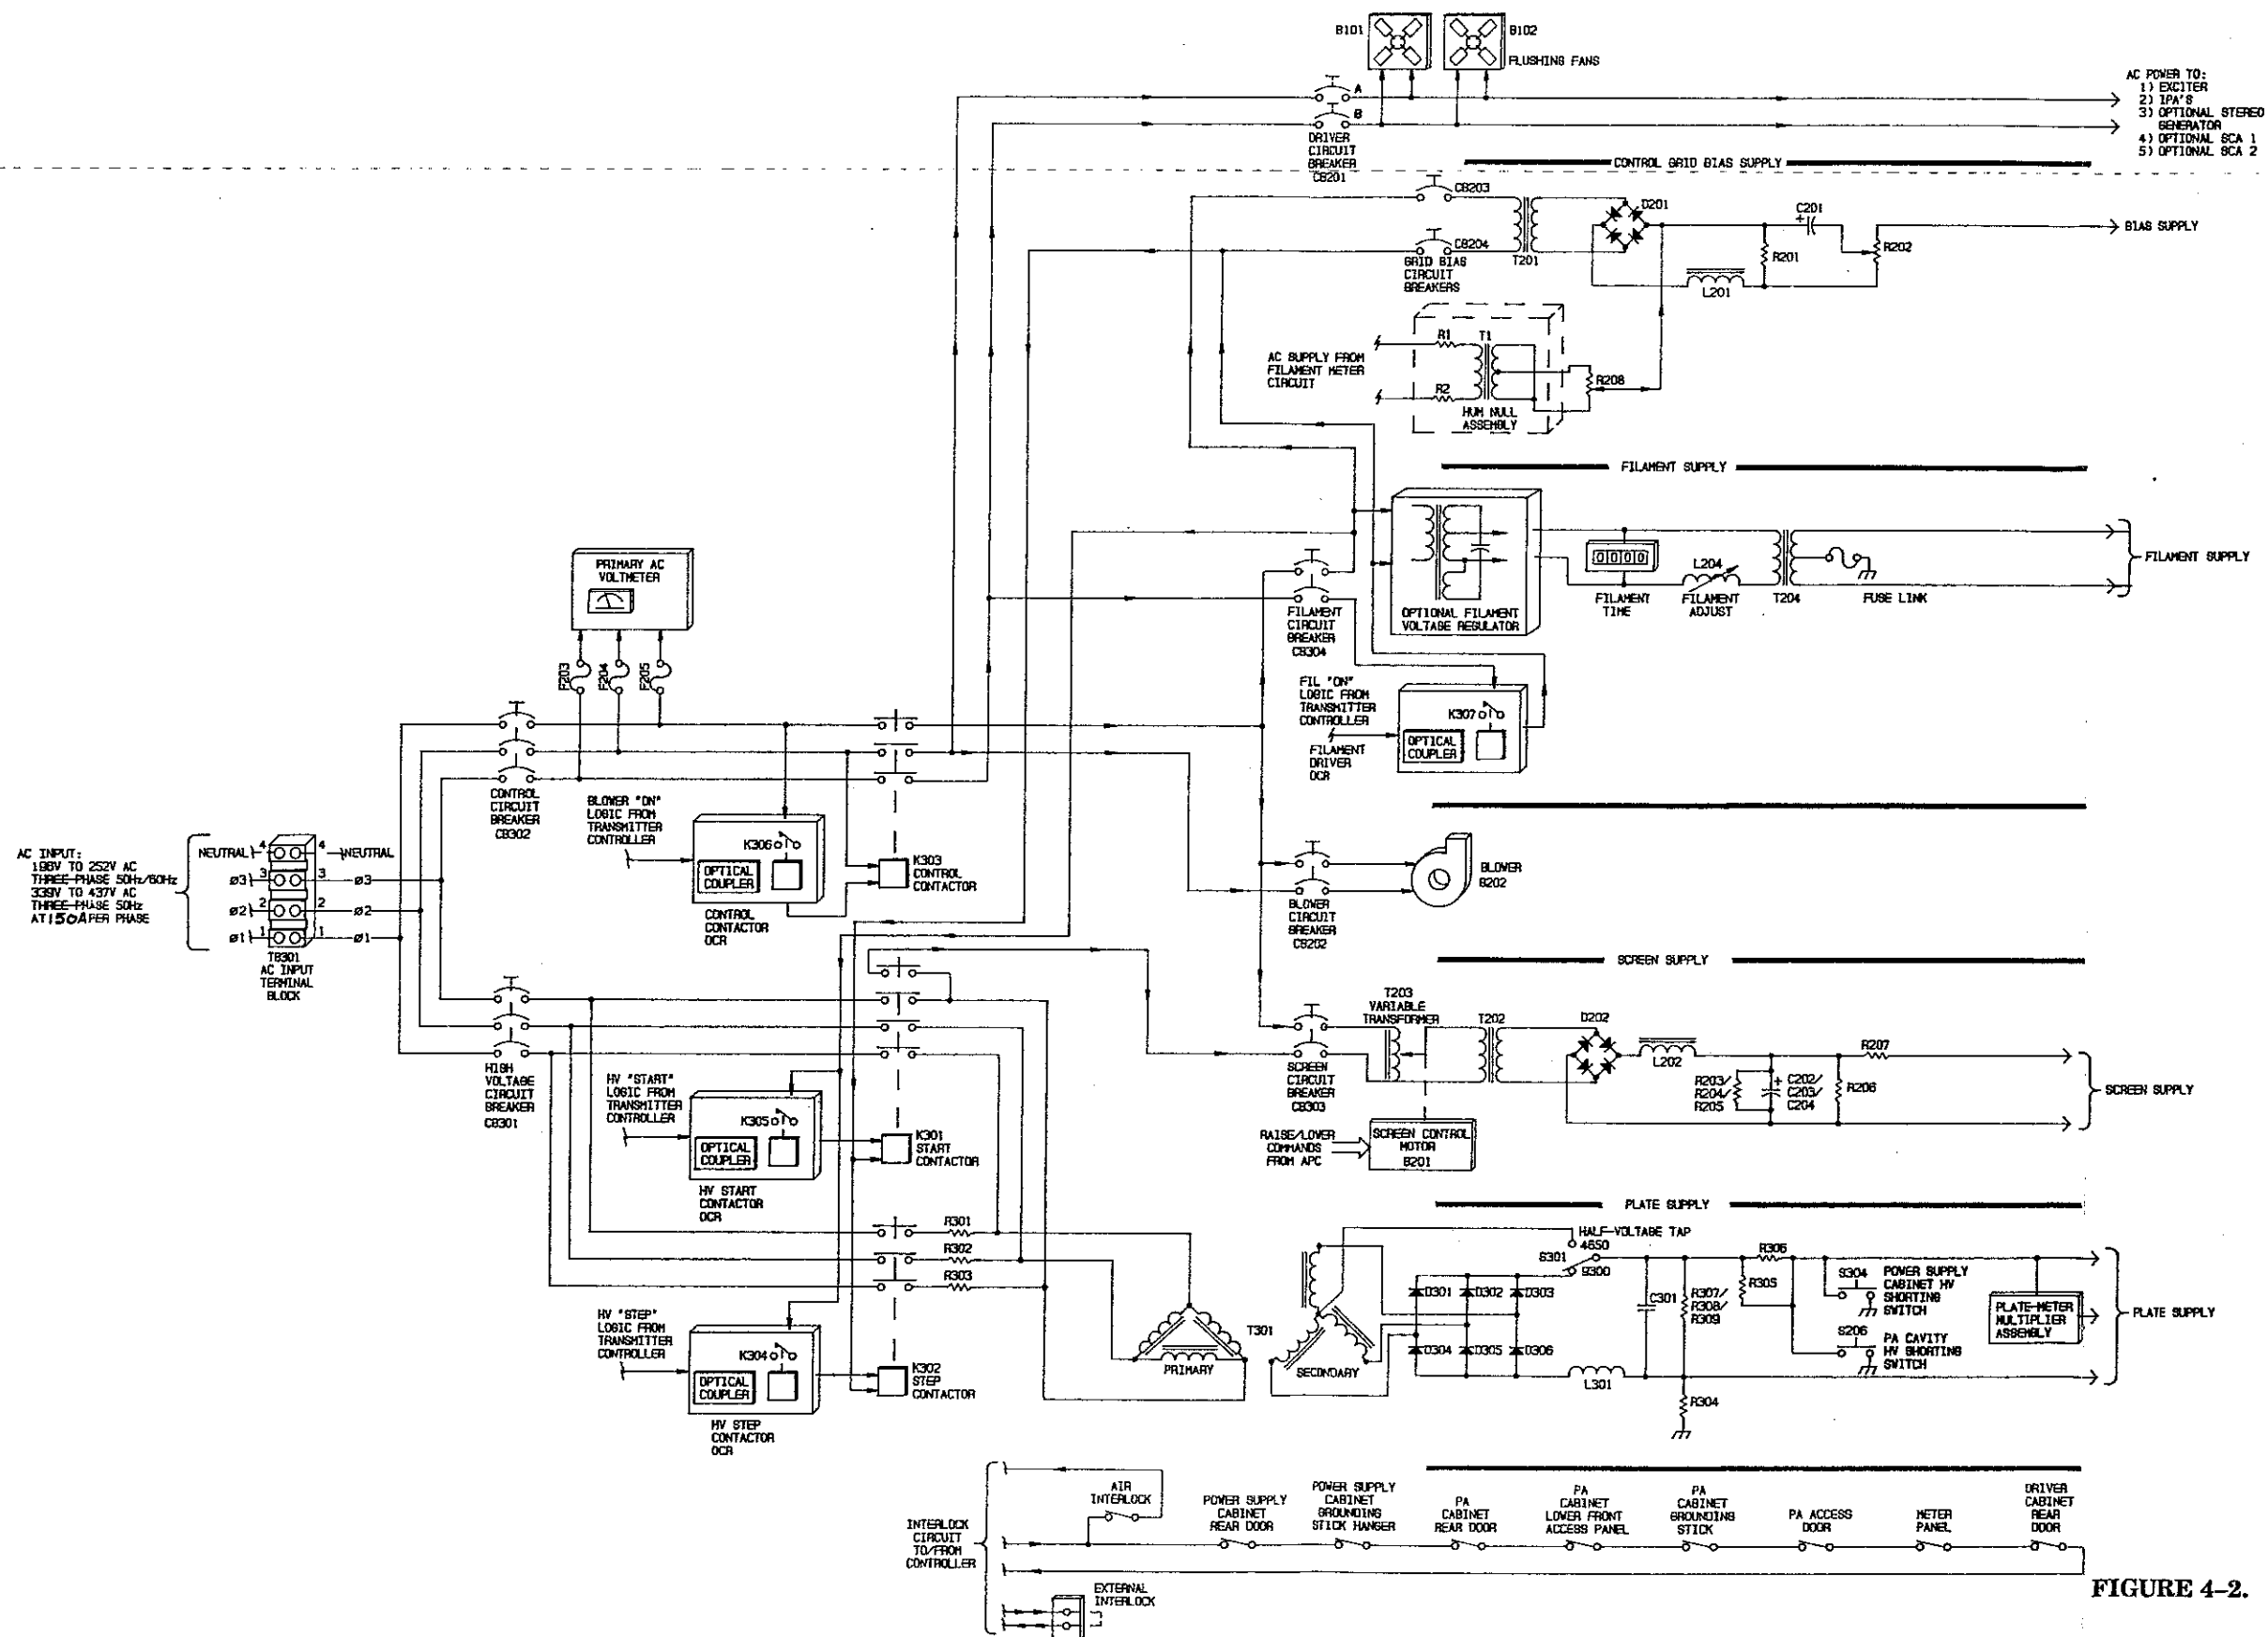 B101
B102
FLUSHING FANS
A
B
DRIVER
CIRCUIT
BREAKER
CB201
AC POWER TO:
1) EXCITER
2) IPA'S
3) OPTIONAL STEREO
GENERATOR
4) OPTIONAL SCA 1
5) OPTIONAL SCA 2
CONTROL GRID BIAS SUPPLY
CB203
CB204
GRID BIAS
CIRCUIT
BREAKERS
T201
D201
C201
+
R201
R202
L201
BIAS SUPPLY
AC SUPPLY FROM
FILAMENT METER
CIRCUIT
R1
T1
R2
R208
HUM NULL
ASSEMBLY
FILAMENT SUPPLY
OPTIONAL FILAMENT
VOLTAGE REGULATOR
FILAMENT
CIRCUIT
BREAKER
CB304
0000
FILAMENT
TIME
L204
FILAMENT
ADJUST
T204
FUSE LINK
FILAMENT SUPPLY
FIL "ON"
LOGIC FROM
TRANSMITTER
CONTROLLER
FILAMENT
DRIVER
OCR
K307
OPTICAL
COUPLER
PRIMARY AC
VOLTMETER
F203
F204
F205
CONTROL
CIRCUIT
BREAKER
CB302
BLOWER "ON"
LOGIC FROM
TRANSMITTER
CONTROLLER
K306
OPTICAL
COUPLER
CONTROL
CONTACTOR
OCR
K303
CONTROL
CONTACTOR
AC INPUT:
196V TO 252V AC
THREE-PHASE 50Hz/60Hz
339V TO 437V AC
THREE-PHASE 50Hz
AT 150A PER PHASE
NEUTRAL 4 4 NEUTRAL
ø3 3 3 ø3
ø2 2 2 ø2
ø1 1 1 ø1
TB301
AC INPUT
TERMINAL
BLOCK
BLOWER
CIRCUIT
BREAKER
CB202
BLOWER
B202
HIGH
VOLTAGE
CIRCUIT
BREAKER
CB301
HV "START"
LOGIC FROM
TRANSMITTER
CONTROLLER
K305
OPTICAL
COUPLER
HV START
CONTACTOR
OCR
K301
START
CONTACTOR
SCREEN SUPPLY
SCREEN
CIRCUIT
BREAKER
CB303
T203
VARIABLE
TRANSFORMER
T202
D202
L202
R203/
R204/
R205
+ C202/
C203/
C204
R206
R207
SCREEN SUPPLY
RAISE/LOWER
COMMANDS
FROM APC
SCREEN CONTROL
MOTOR
B201
HV "STEP"
LOGIC FROM
TRANSMITTER
CONTROLLER
K304
OPTICAL
COUPLER
HV STEP
CONTACTOR
OCR
K302
STEP
CONTACTOR
R301
R302
R303
PLATE SUPPLY
T301
PRIMARY
SECONDARY
HALF-VOLTAGE TAP
4650
S301
9300
D301
D302
D303
D304
D305
D306
L301
C301
R307/
R308/
R309
R304
R305
R306
S304
POWER SUPPLY
CABINET HV
SHORTING
SWITCH
S206
PA CAVITY
HV SHORTING
SWITCH
PLATE-METER
MULTIPLIER
ASSEMBLY
PLATE SUPPLY
INTERLOCK
CIRCUIT
TO/FROM
CONTROLLER
AIR
INTERLOCK
POWER SUPPLY
CABINET
REAR DOOR
POWER SUPPLY
CABINET
GROUNDING
STICK HANGER
PA
CABINET
REAR DOOR
PA
CABINET
LOWER FRONT
ACCESS PANEL
PA
CABINET
GROUNDING
STICK
PA ACCESS
DOOR
METER
PANEL
DRIVER
CABINET
REAR
DOOR
EXTERNAL
INTERLOCK
FIGURE 4–2.